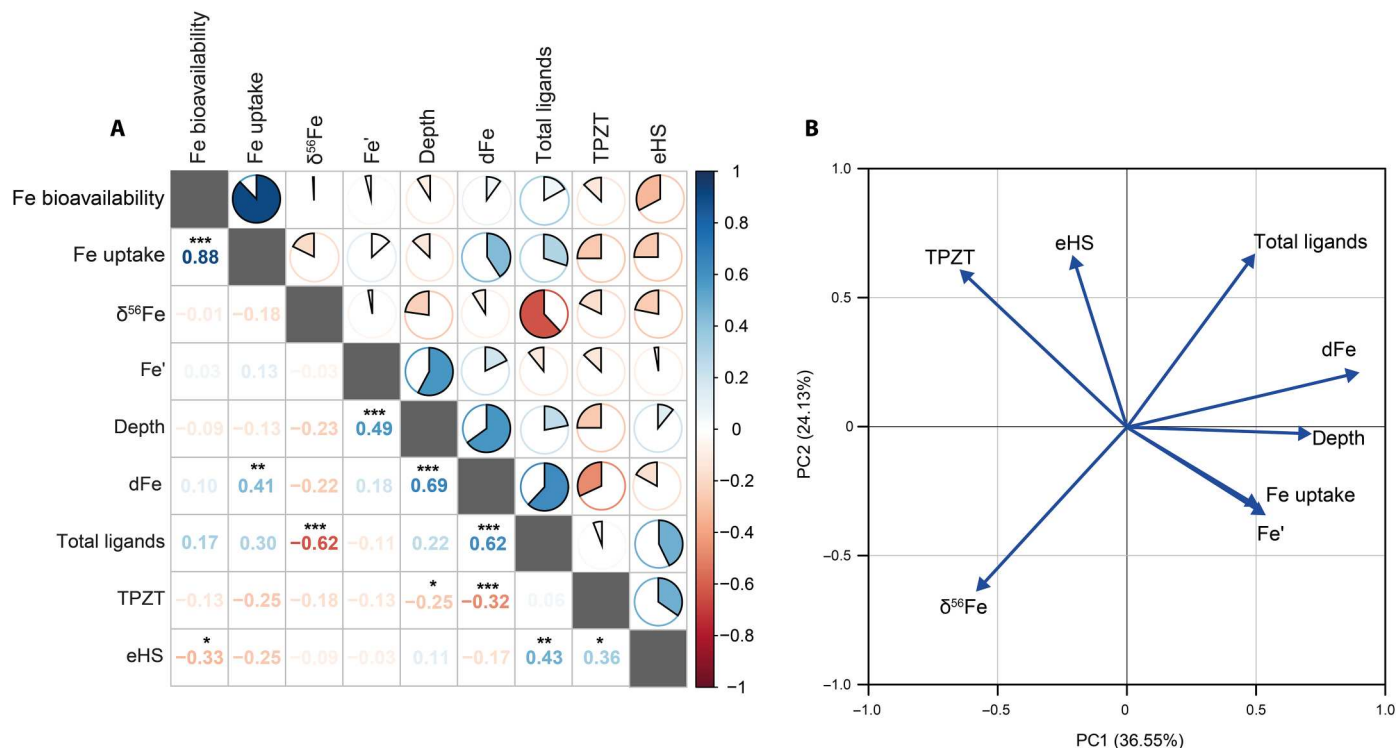 A
Fe bioavailability
Fe uptake
δ⁵⁶Fe
Fe'
Depth
dFe
Total ligands
TPZT
eHS
Fe bioavailability
Fe uptake *** 0.88
δ⁵⁶Fe −0.01 −0.18
Fe' 0.03 0.13 −0.03
Depth −0.09 −0.13 −0.23 *** 0.49
dFe 0.10 ** 0.41 −0.22 0.18 *** 0.69
Total ligands 0.17 0.30 *** −0.62 −0.11 0.22 *** 0.62
TPZT −0.13 −0.25 −0.18 −0.13 * −0.25 *** −0.32 0.06
eHS * −0.33 −0.25 −0.09 −0.03 0.11 −0.17 ** 0.43 * 0.36
1
0.8
0.6
0.4
0.2
0
−0.2
−0.4
−0.6
−0.8
−1
B
1.0
0.5
0
−0.5
−1.0
PC2 (24.13%)
TPZT
eHS
Total ligands
dFe
Depth
Fe uptake
Fe'
δ⁵⁶Fe
−1.0 −0.5 0 0.5 1.0
PC1 (36.55%)